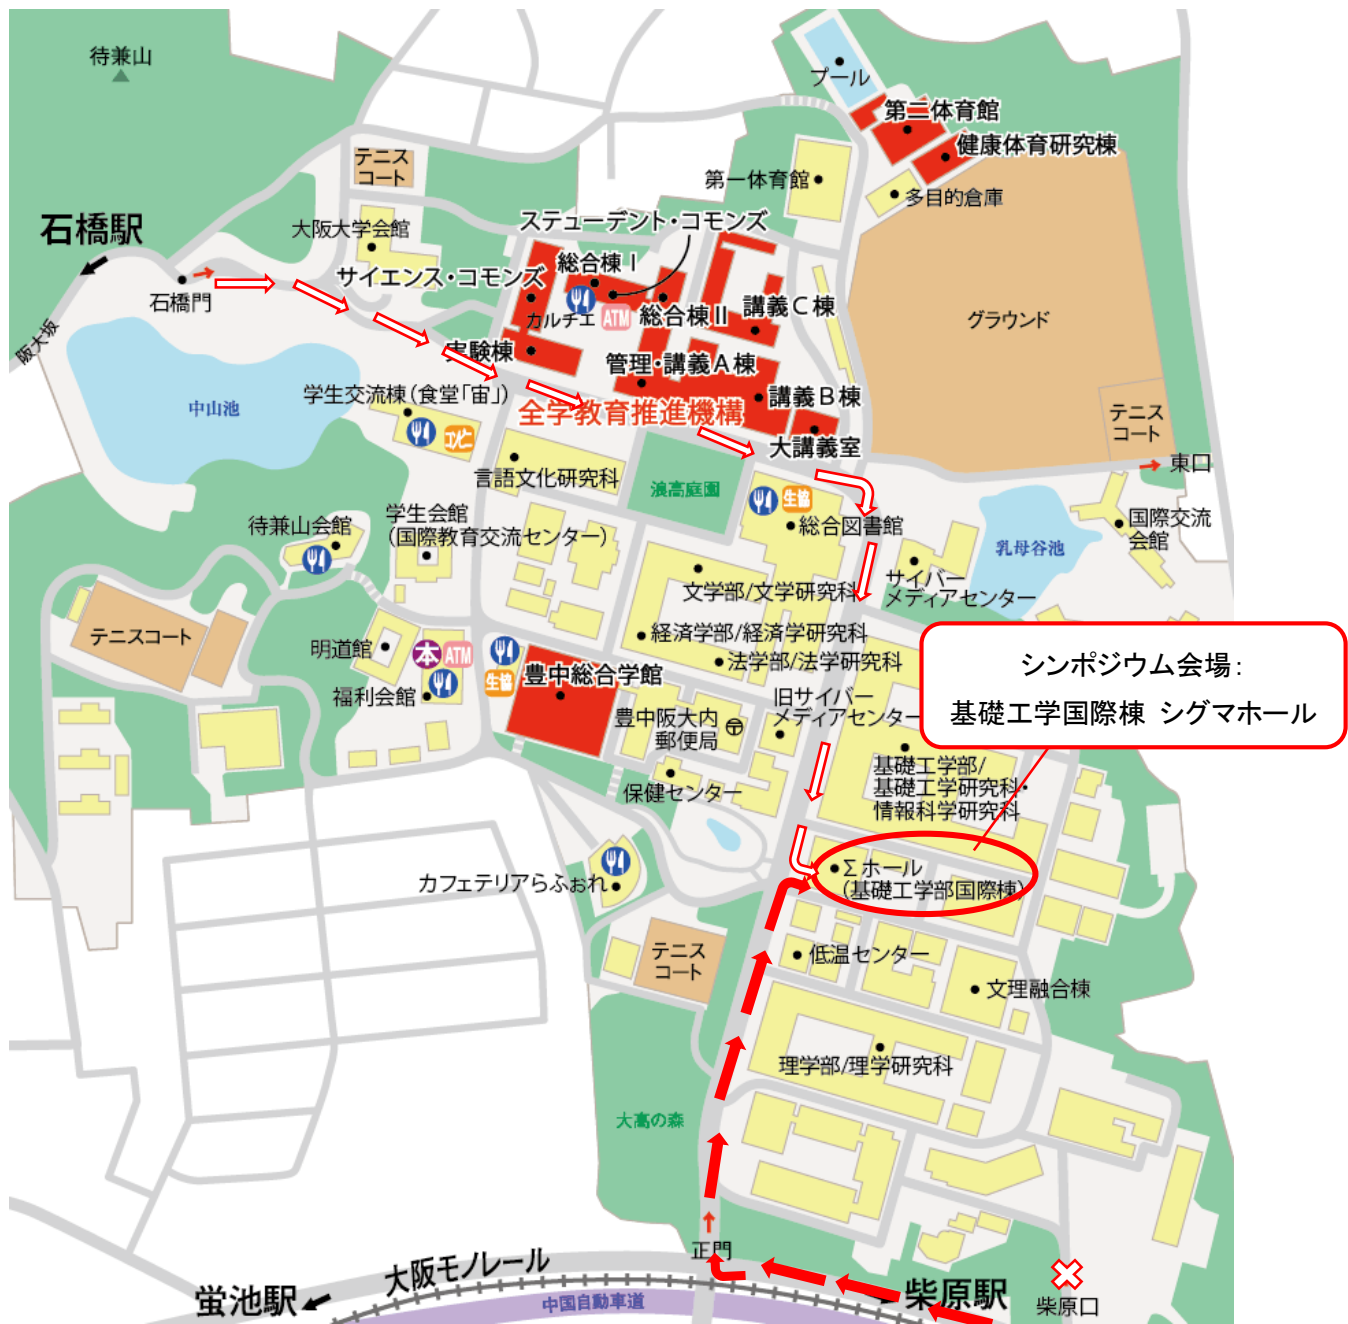 待兼山
プール
第二体育館
健康体育研究棟
テニス
コート
第一体育館
多目的倉庫
石橋駅
大阪大学会館
ステューデント・コモンズ
総合棟Ⅰ
サイエンス・コモンズ
石橋門
カルチエ
ATM
総合棟Ⅱ
講義C棟
グラウンド
阪大坂
実験棟
管理・講義A棟
講義B棟
中山池
学生交流棟(食堂「宙」)
全学教育推進機構
コンビニ
大講義室
テニス
コート
東口
言語文化研究科
浪高庭園
生協
総合図書館
国際交流
会館
待兼山会館
学生会館
(国際教育交流センター)
乳母谷池
サイバー
メディアセンター
文学部/文学研究科
テニスコート
明道館
本
ATM
経済学部/経済学研究科
法学部/法学研究科
シンポジウム会場:
基礎工学国際棟 シグマホール
福利会館
生協
豊中総合学館
旧サイバー
メディアセンター
豊中阪大内
郵便局
保健センター
基礎工学部/
基礎工学研究科・
情報科学研究科
カフェテリアらふぉれ
Σホール
(基礎工学部国際棟)
テニス
コート
低温センター
文理融合棟
理学部/理学研究科
大高の森
正門
大阪モノレール
蛍池駅
中国自動車道
柴原駅
柴原口